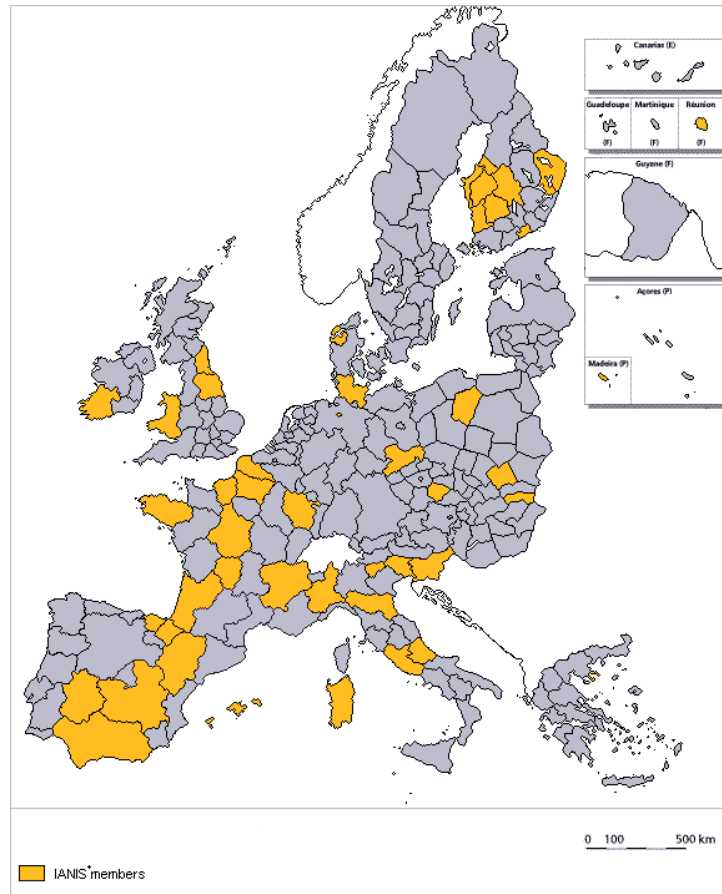 Canarias (E)
Guadeloupe Martinique Réunion
(F) (F) (F)
Guyane (F)
Açores (P)
Madeira (P)
0 100 500 km
IANIS+members